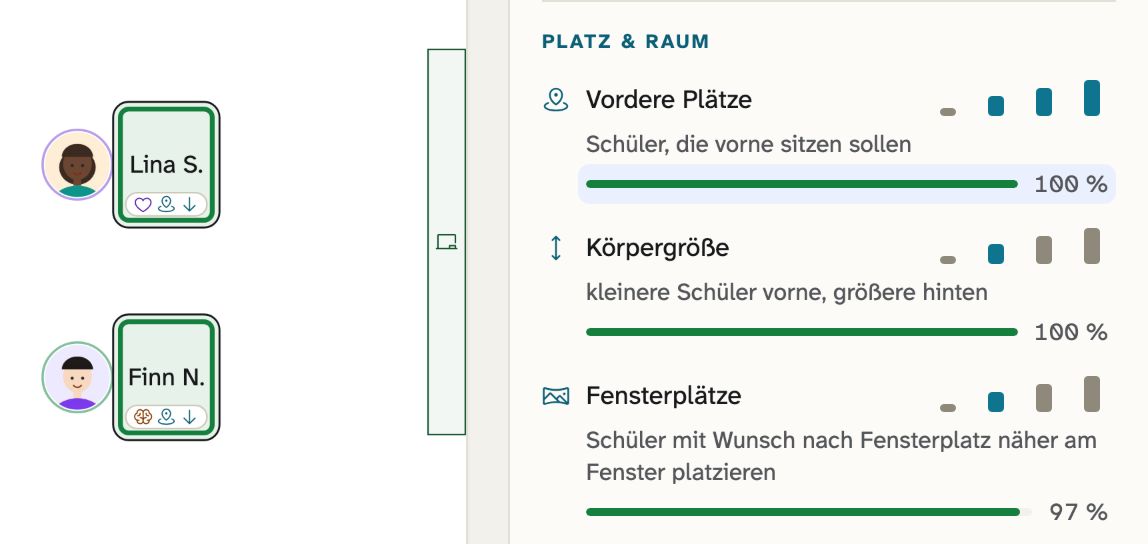 Lina S.
Finn N.
PLATZ & RAUM
Vordere Plätze
Schüler, die vorne sitzen sollen
100 %
Körpergröße
kleinere Schüler vorne, größere hinten
100 %
Fensterplätze
Schüler mit Wunsch nach Fensterplatz näher am
Fenster platzieren
97 %